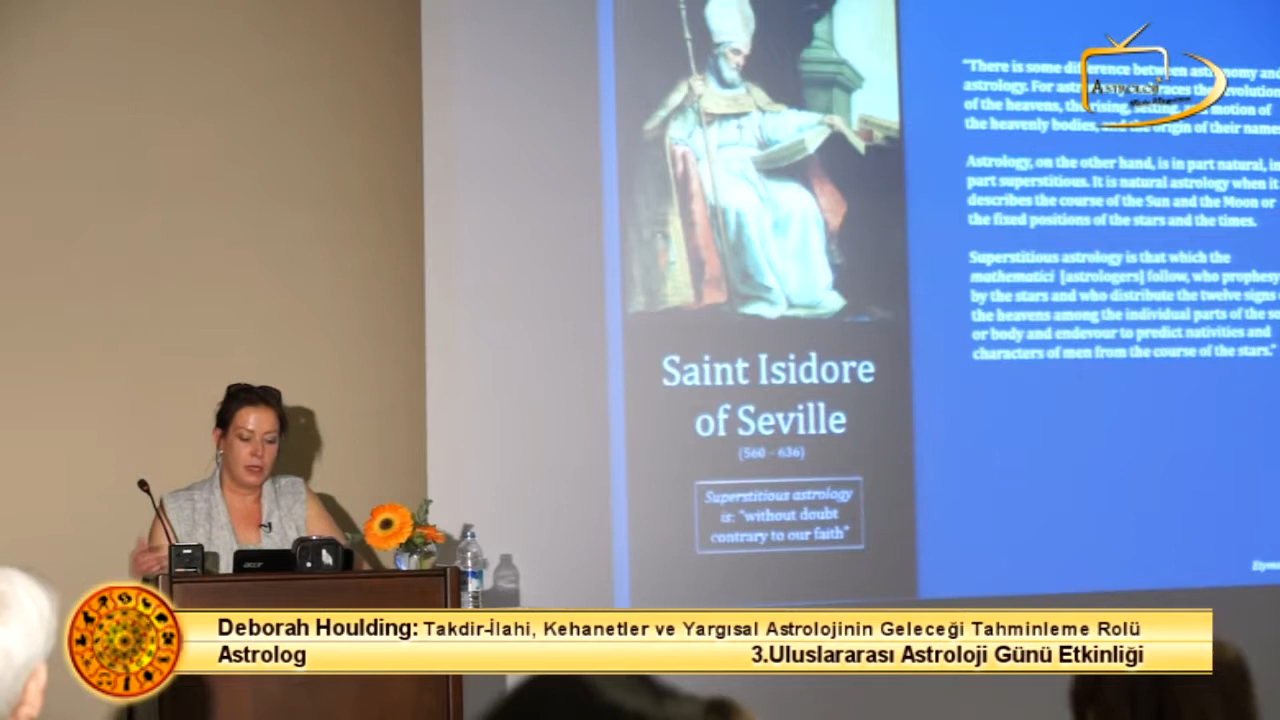 "There is some difference between astronomy and
astrology. For traces the evolution
of the heavens, the rising, setting, and motion of
the heavenly bodies, and the origin of their name
Astrology, on the other hand, is in part natural, in
part superstitious. It is natural astrology when it
describes the course of the Sun and the Moon or
the fixed positions of the stars and the times.
Superstitious astrology is that which the
mathematici [astrologers] follow, who prophesy
by the stars and who distribute the twelve signs
the heavens among the individual parts of the so
or body and endevour to predict nativities and
characters of men from the course of the stars."
Saint Isidore
of Seville
(560 - 636)
Superstitious astrology
is: "without doubt
contrary to our faith"
acer
Deborah Houlding: Takdir-İlahi, Kehanetler ve Yargısal Astrolojinin Geleceği Tahminleme Rolü
Astrolog 3.Uluslararası Astroloji Günü Etkinliği